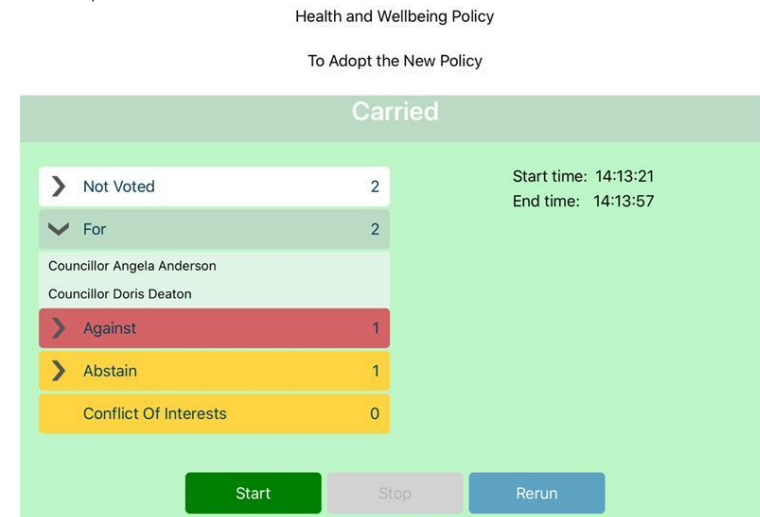 Health and Wellbeing Policy
To Adopt the New Policy
Carried
Not Voted 2
Start time: 14:13:21
End time: 14:13:57
For 2
Councillor Angela Anderson
Councillor Doris Deaton
Against 1
Abstain 1
Conflict Of Interests 0
Start Stop Rerun